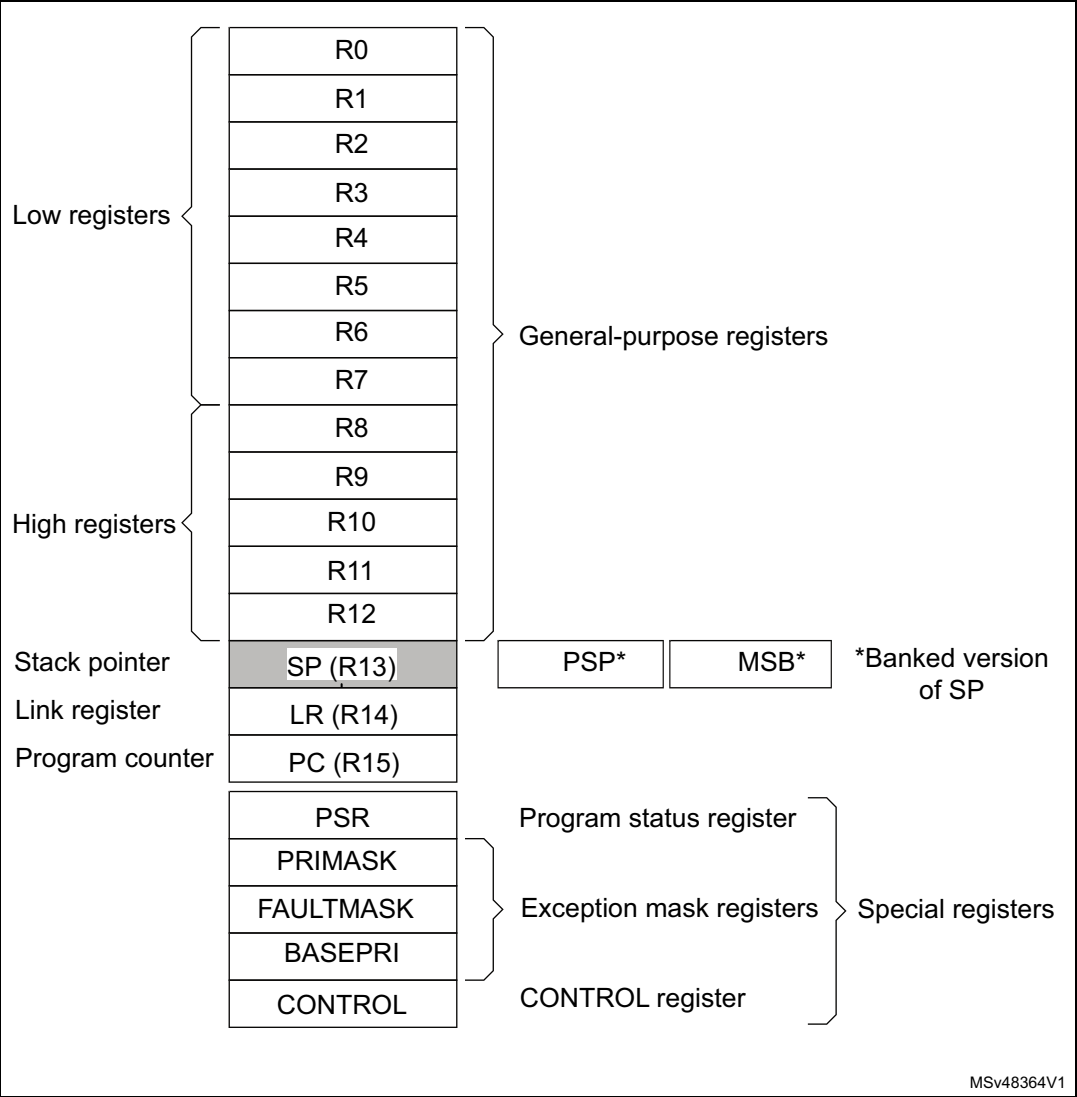 R0
R1
R2
R3
Low registers
R4
R5
R6
General-purpose registers
R7
R8
R9
High registers
R10
R11
R12
Stack pointer
SP (R13)
PSP*
MSB*
*Banked version
of SP
Link register
LR (R14)
Program counter
PC (R15)
PSR
Program status register
PRIMASK
FAULTMASK
Exception mask registers
Special registers
BASEPRI
CONTROL
CONTROL register
MSv48364V1